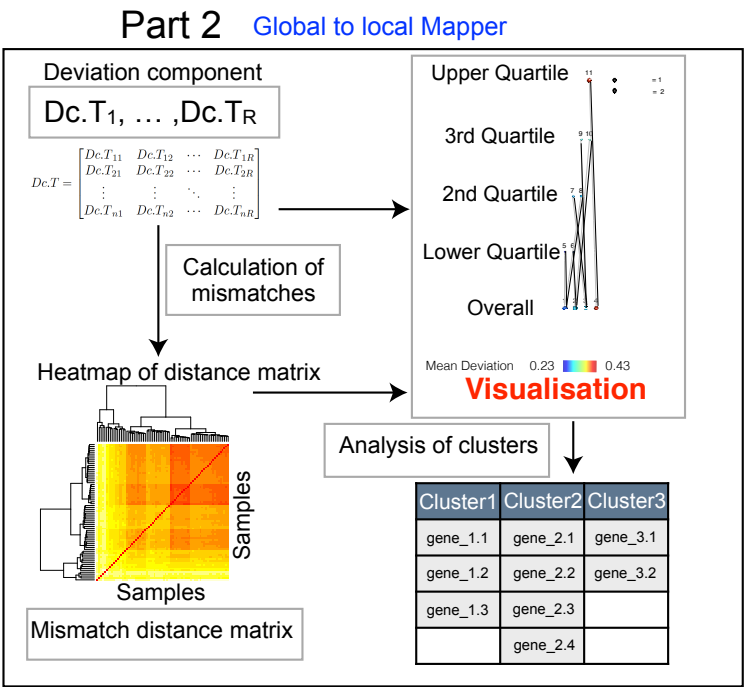 Part 2 Global to local Mapper
Deviation component
Dc.T₁, … ,Dc.Tʀ
Dc.T =
Dc.T₁₁ Dc.T₁₂ ⋯ Dc.T₁R
Dc.T₂₁ Dc.T₂₂ ⋯ Dc.T₂R
⋮ ⋮ ⋱ ⋮
Dc.Tn₁ Dc.Tn₂ ⋯ Dc.TnR
Calculation of
mismatches
Heatmap of distance matrix
Samples
Samples
Mismatch distance matrix
Upper Quartile
11
= 1
= 2
3rd Quartile
9 10
2nd Quartile
7 8
Lower Quartile
5 6
Overall
4
Mean Deviation 0.23 0.43
Visualisation
Analysis of clusters
Cluster1 Cluster2 Cluster3
gene_1.1 gene_2.1 gene_3.1
gene_1.2 gene_2.2 gene_3.2
gene_1.3 gene_2.3
gene_2.4